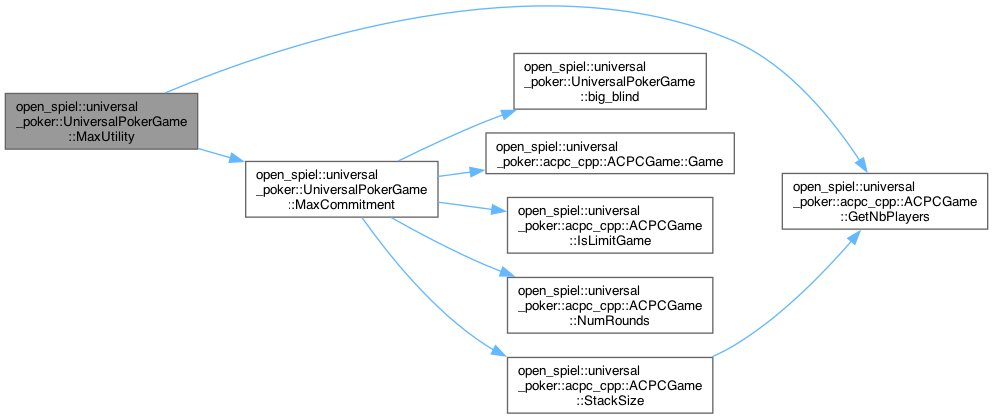 open_spiel::universal
_poker::UniversalPokerGame
::MaxUtility
open_spiel::universal
_poker::UniversalPokerGame
::MaxCommitment
open_spiel::universal
_poker::UniversalPokerGame
::big_blind
open_spiel::universal
_poker::acpc_cpp::ACPCGame::Game
open_spiel::universal
_poker::acpc_cpp::ACPCGame
::IsLimitGame
open_spiel::universal
_poker::acpc_cpp::ACPCGame
::NumRounds
open_spiel::universal
_poker::acpc_cpp::ACPCGame
::StackSize
open_spiel::universal
_poker::acpc_cpp::ACPCGame
::GetNbPlayers